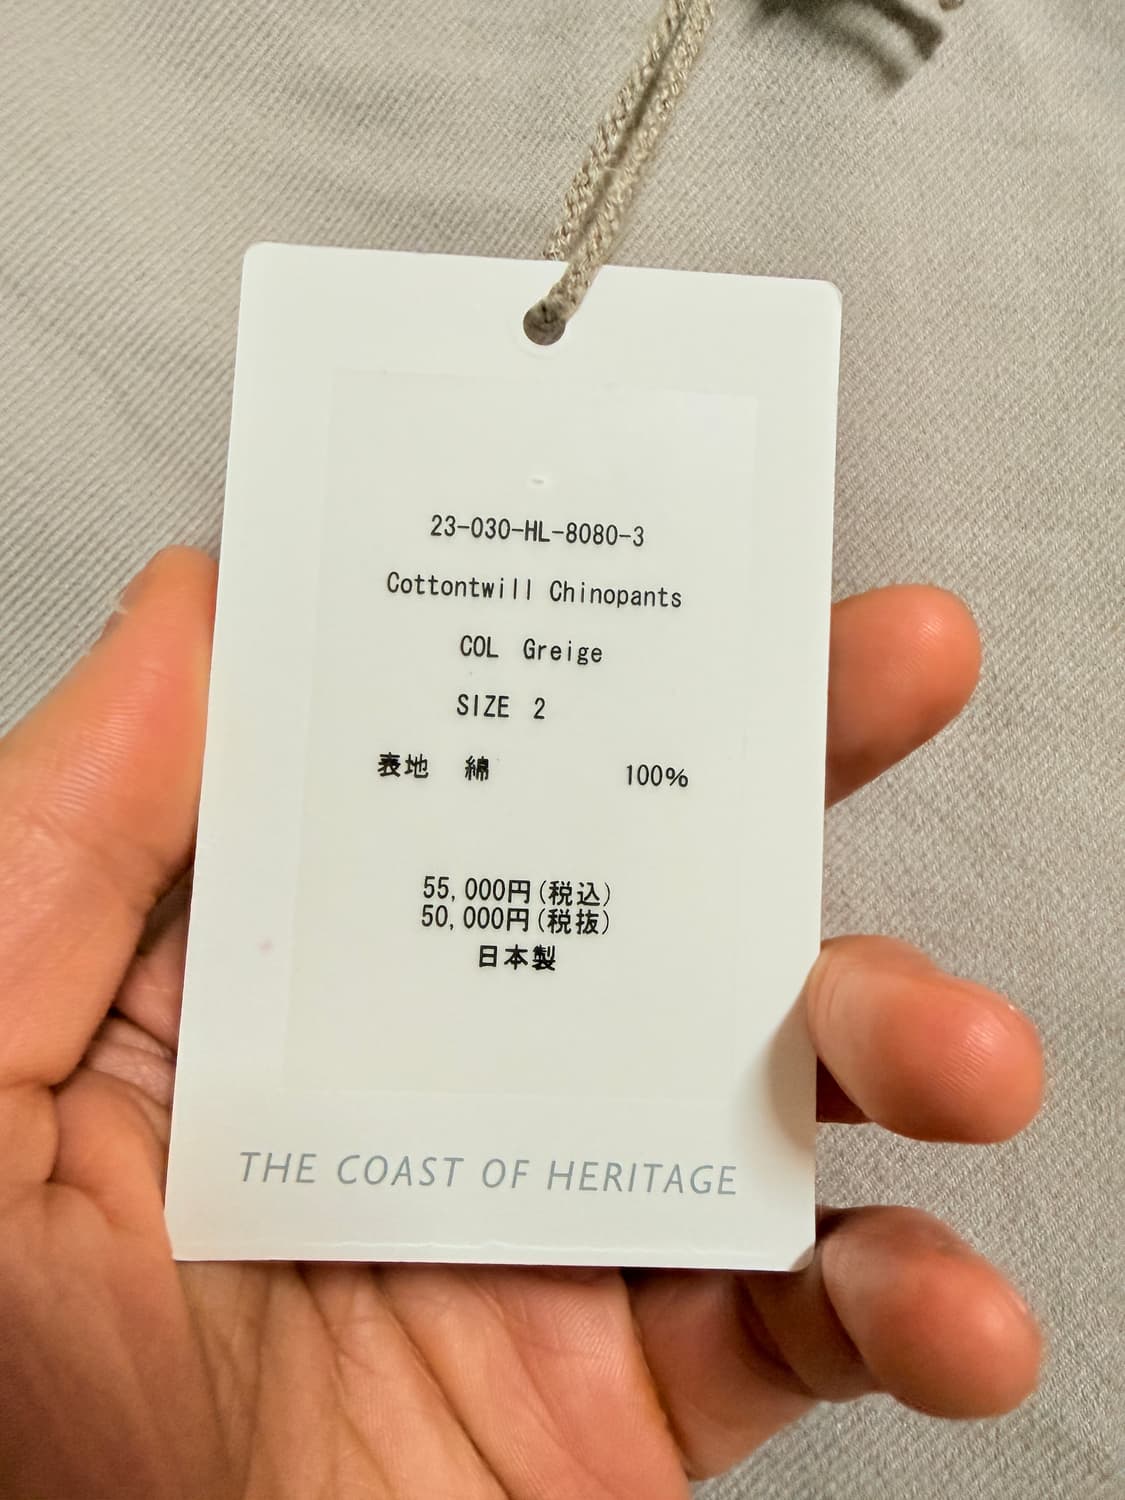 23-030-HL-8080-3
Cottontwill Chinopants
COL Greige
SIZE 2
表地 綿 100%
55,000円(税込)
50,000円(税抜)
日本製
THE COAST OF HERITAGE